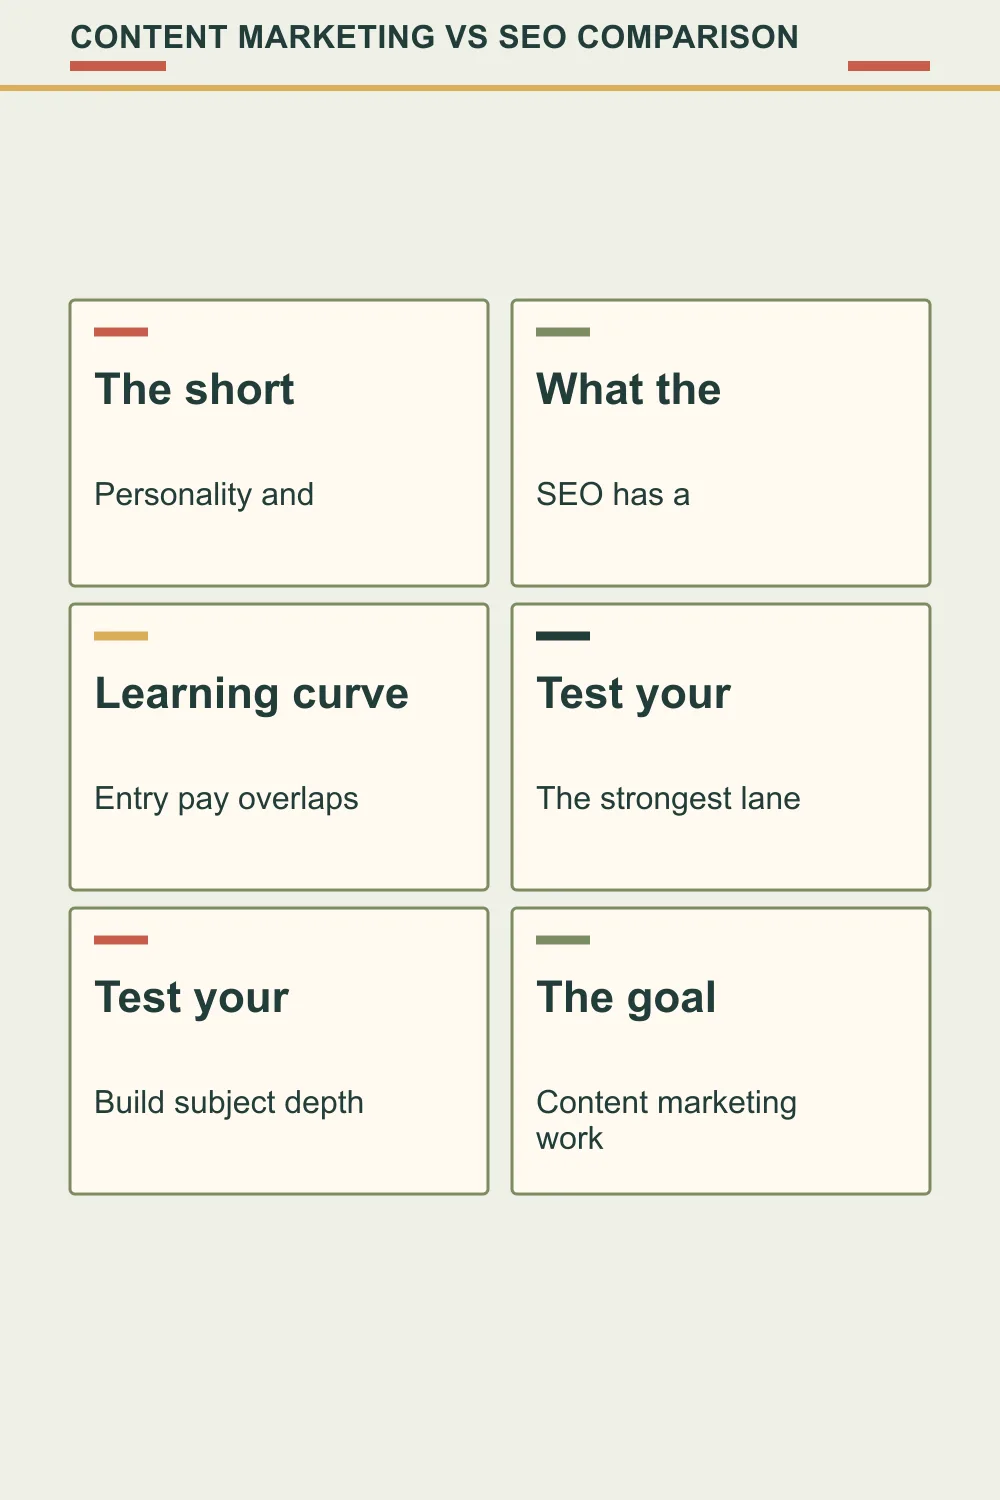 CONTENT MARKETING VS SEO COMPARISON
The short
Personality and
What the
SEO has a
Learning curve
Entry pay overlaps
Test your
The strongest lane
Test your
Build subject depth
The goal
Content marketing
work